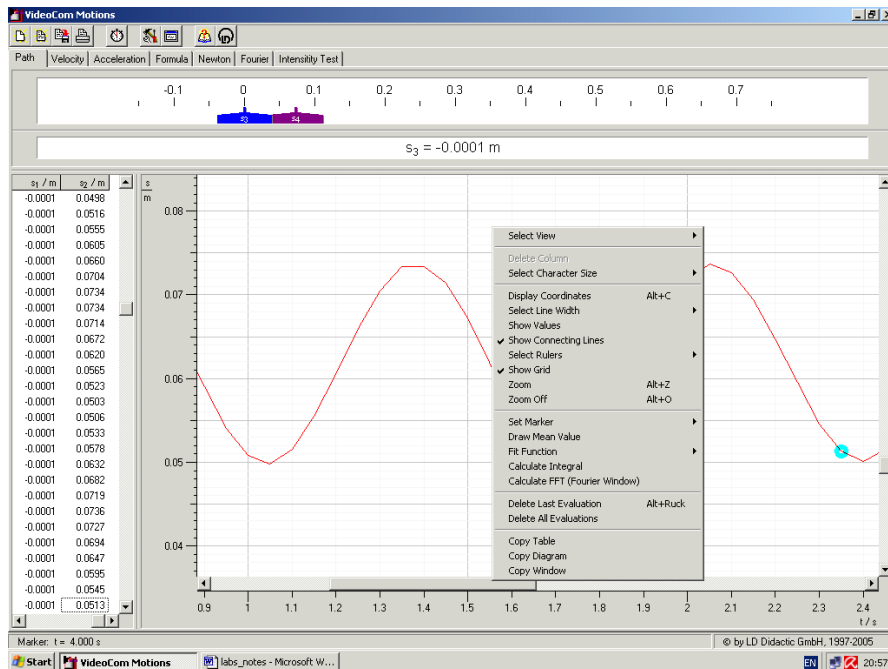 VideoCom Motions
Path Velocity Acceleration Formula Newton Fourier Intensitity Test
-0.1 0 0.1 0.2 0.3 0.4 0.5 0.6 0.7
s3 s4
s3 = -0.0001 m
s1 / m s2 / m
-0.0001 0.0498
-0.0001 0.0516
-0.0001 0.0555
-0.0001 0.0605
-0.0001 0.0660
-0.0001 0.0704
-0.0001 0.0734
-0.0001 0.0734
-0.0001 0.0714
-0.0001 0.0672
-0.0001 0.0620
-0.0001 0.0565
-0.0001 0.0523
-0.0001 0.0503
-0.0001 0.0506
-0.0001 0.0533
-0.0001 0.0578
-0.0001 0.0632
-0.0001 0.0682
-0.0001 0.0719
-0.0001 0.0736
-0.0001 0.0727
-0.0001 0.0694
-0.0001 0.0647
-0.0001 0.0595
-0.0001 0.0545
-0.0001 0.0513
s
m
0.08
0.07
0.06
0.05
0.04
Select View
Delete Column
Select Character Size
Display Coordinates Alt+C
Select Line Width
Show Values
Show Connecting Lines
Select Rulers
Show Grid
Zoom Alt+Z
Zoom Off Alt+O
Set Marker
Draw Mean Value
Fit Function
Calculate Integral
Calculate FFT (Fourier Window)
Delete Last Evaluation Alt+Ruck
Delete All Evaluations
Copy Table
Copy Diagram
Copy Window
0.9 1 1.1 1.2 1.3 1.4 1.5 1.6 1.7 1.8 1.9 2 2.1 2.2 2.3 2.4
t / s
Marker: t= 4.000 s
© by LD Didactic GmbH, 1997-2005
Start VideoCom Motions labs_notes - Microsoft W... EN 20:57